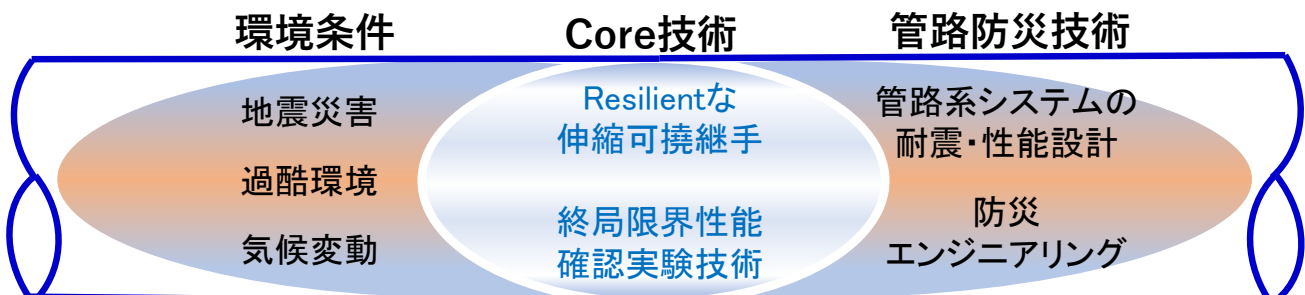 環境条件
地震災害
過酷環境
気候変動
Core技術
Resilientな
伸縮可撓継手
終局限界性能
確認実験技術
管路防災技術
管路系システムの
耐震・性能設計
防災
エンジニアリング